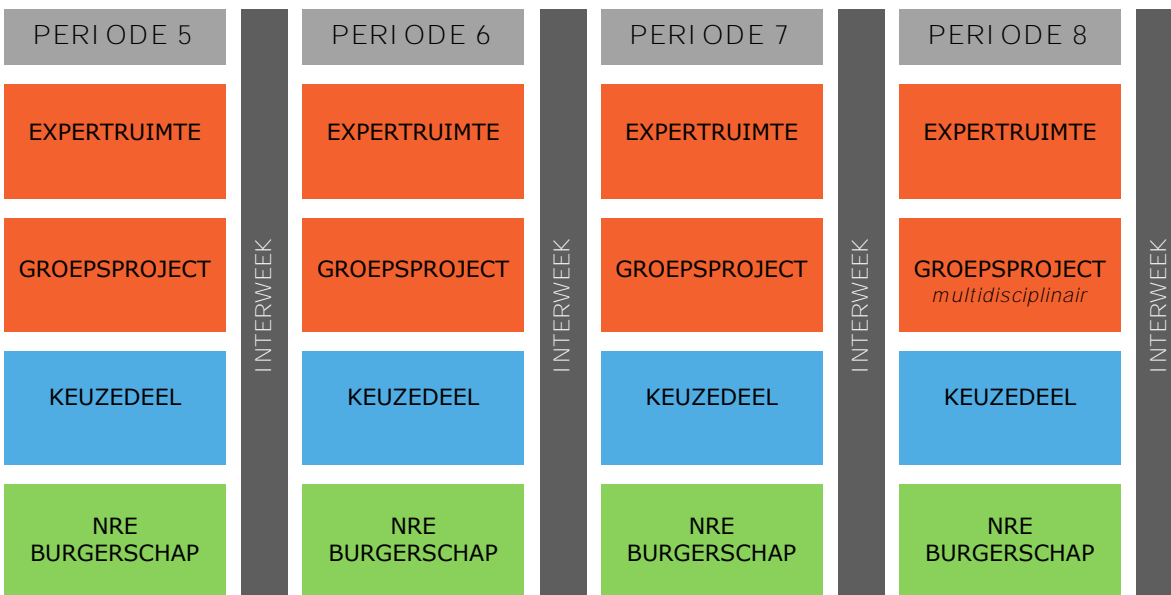 PERIODE 5
EXPERTRUIMTE
GROEPSPROJECT
KEUZEDEEL
NRE
BURGERSCHAP
INTERWEEK
PERIODE 6
EXPERTRUIMTE
GROEPSPROJECT
KEUZEDEEL
NRE
BURGERSCHAP
INTERWEEK
PERIODE 7
EXPERTRUIMTE
GROEPSPROJECT
KEUZEDEEL
NRE
BURGERSCHAP
INTERWEEK
PERIODE 8
EXPERTRUIMTE
GROEPSPROJECT
multidisciplinair
KEUZEDEEL
NRE
BURGERSCHAP
INTERWEEK